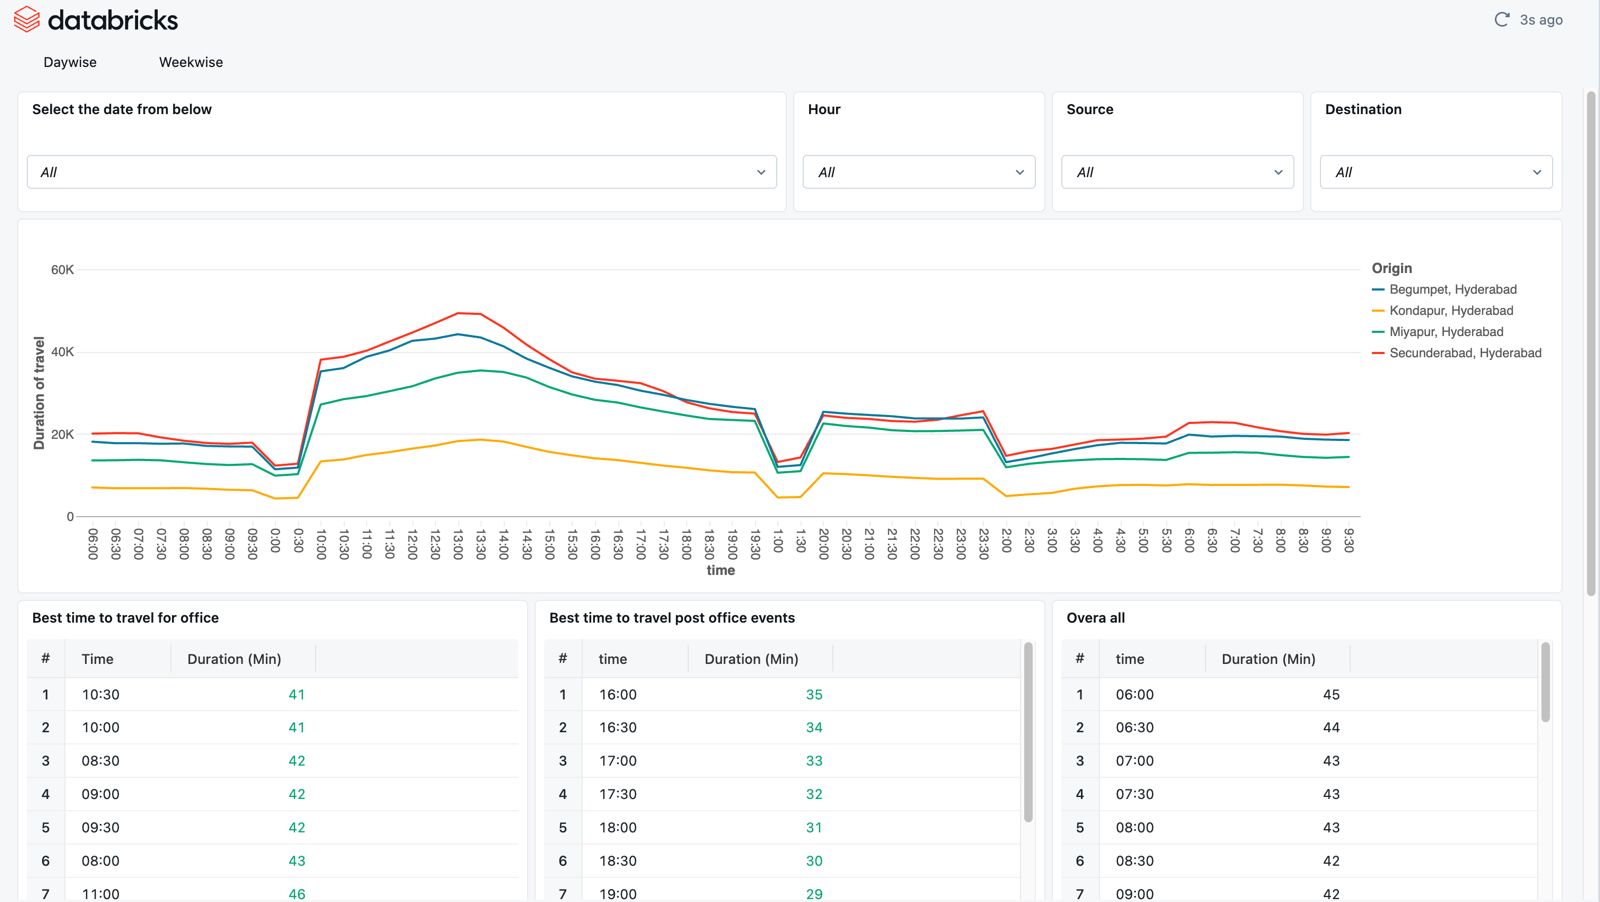 databricks
3s ago
Daywise Weekwise
Select the date from below
All
Hour
All
Source
All
Destination
All
60K
40K
20K
0
Duration of travel
06:00 06:30 07:00 07:30 08:00 08:30 09:00 09:30 0:00 0:30 10:00 10:30 11:00 11:30 12:00 12:30 13:00 13:30 14:00 14:30 15:00 15:30 16:00 16:30 17:00 17:30 18:00 18:30 19:00 19:30 1:00 1:30 20:00 20:30 21:00 21:30 22:00 22:30 23:00 23:30 2:00 2:30 3:00 3:30 4:00 4:30 5:00 5:30 6:00 6:30 7:00 7:30 8:00 8:30 9:00 9:30
time
Origin
Begumpet, Hyderabad
Kondapur, Hyderabad
Miyapur, Hyderabad
Secunderabad, Hyderabad
Best time to travel for office
# Time Duration (Min)
1 10:30 41
2 10:00 41
3 08:30 42
4 09:00 42
5 09:30 42
6 08:00 43
7 11:00 46
Best time to travel post office events
# time Duration (Min)
1 16:00 35
2 16:30 34
3 17:00 33
4 17:30 32
5 18:00 31
6 18:30 30
7 19:00 29
Overa all
# time Duration (Min)
1 06:00 45
2 06:30 44
3 07:00 43
4 07:30 43
5 08:00 43
6 08:30 42
7 09:00 42